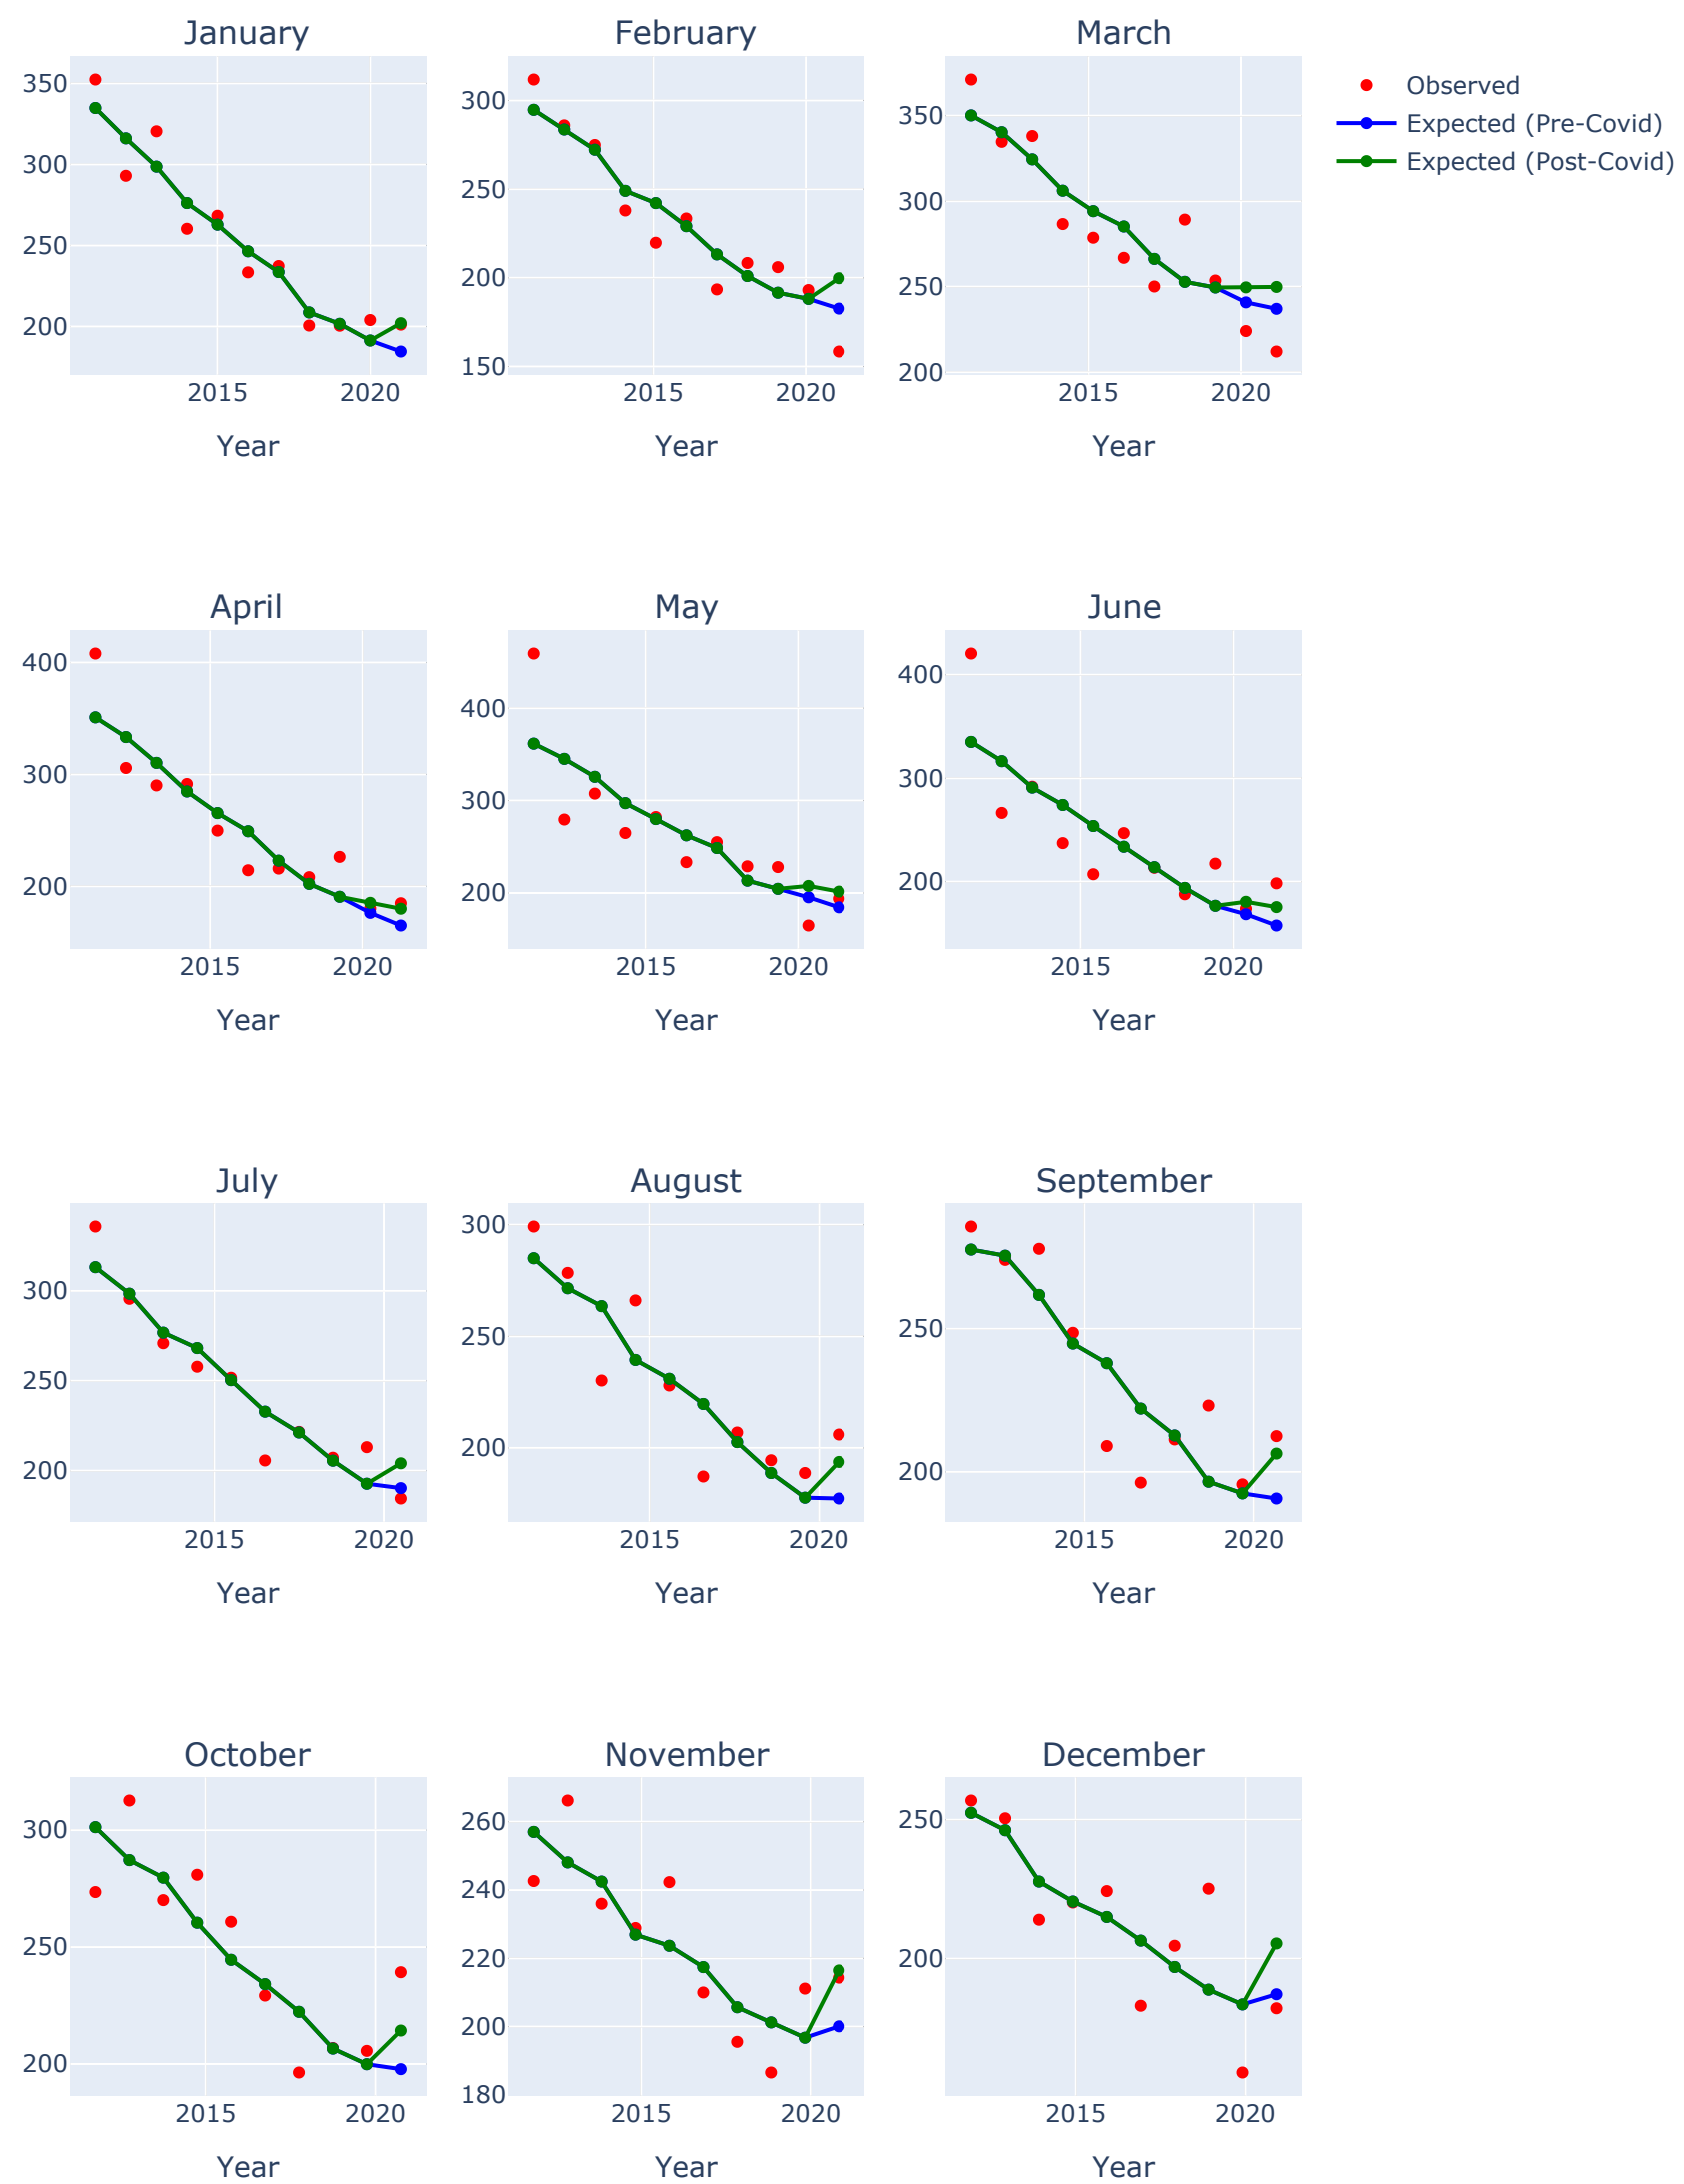 January February March
350
300
250
200
2015 2020
Year
300
250
200
150
2015 2020
Year
350
300
250
200
2015 2020
Year
Observed
Expected (Pre-Covid)
Expected (Post-Covid)
April May June
400
300
200
2015 2020
Year
400
300
200
2015 2020
Year
400
300
200
2015 2020
Year
July August September
300
250
200
2015 2020
Year
300
250
200
2015 2020
Year
250
200
2015 2020
Year
October November December
300
250
200
2015 2020
Year
260
240
220
200
180
2015 2020
Year
250
200
2015 2020
Year